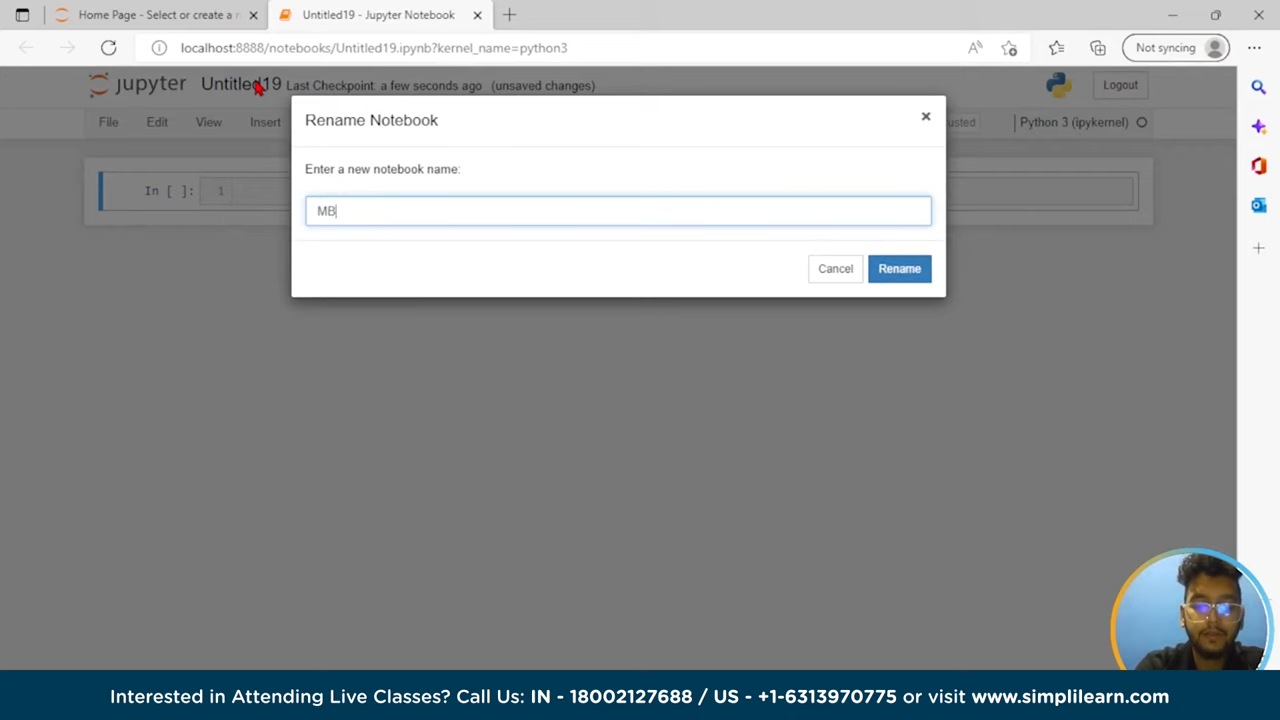 Home Page - Select or create a n
Untitled19 - Jupyter Notebook
localhost:8888/notebooks/Untitled19.ipynb?kernel_name=python3
Not syncing
jupyter Untitled19 Last Checkpoint: a few seconds ago (unsaved changes)
Logout
File Edit View Insert
usted
Python 3 (ipykernel)
Rename Notebook
Enter a new notebook name:
In [ ]: 1
MB
Cancel Rename
Interested in Attending Live Classes? Call Us: IN - 18002127688 / US - +1-6313970775 or visit www.simplilearn.com